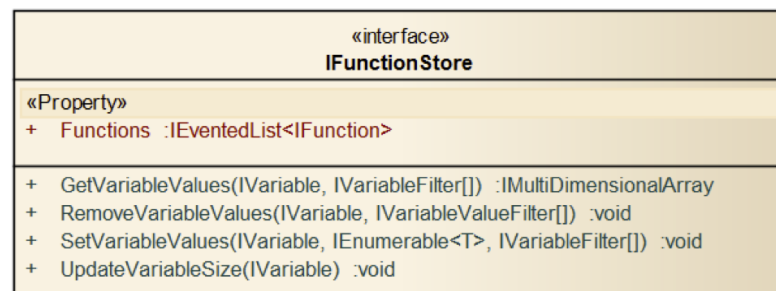 «interface»
IFunctionStore
«Property»
+ Functions :IEventedList<IFunction>
+ GetVariableValues(IVariable, IVariableFilter[]) :IMultiDimensionalArray
+ RemoveVariableValues(IVariable, IVariableValueFilter[]) :void
+ SetVariableValues(IVariable, IEnumerable<T>, IVariableFilter[]) :void
+ UpdateVariableSize(IVariable) :void